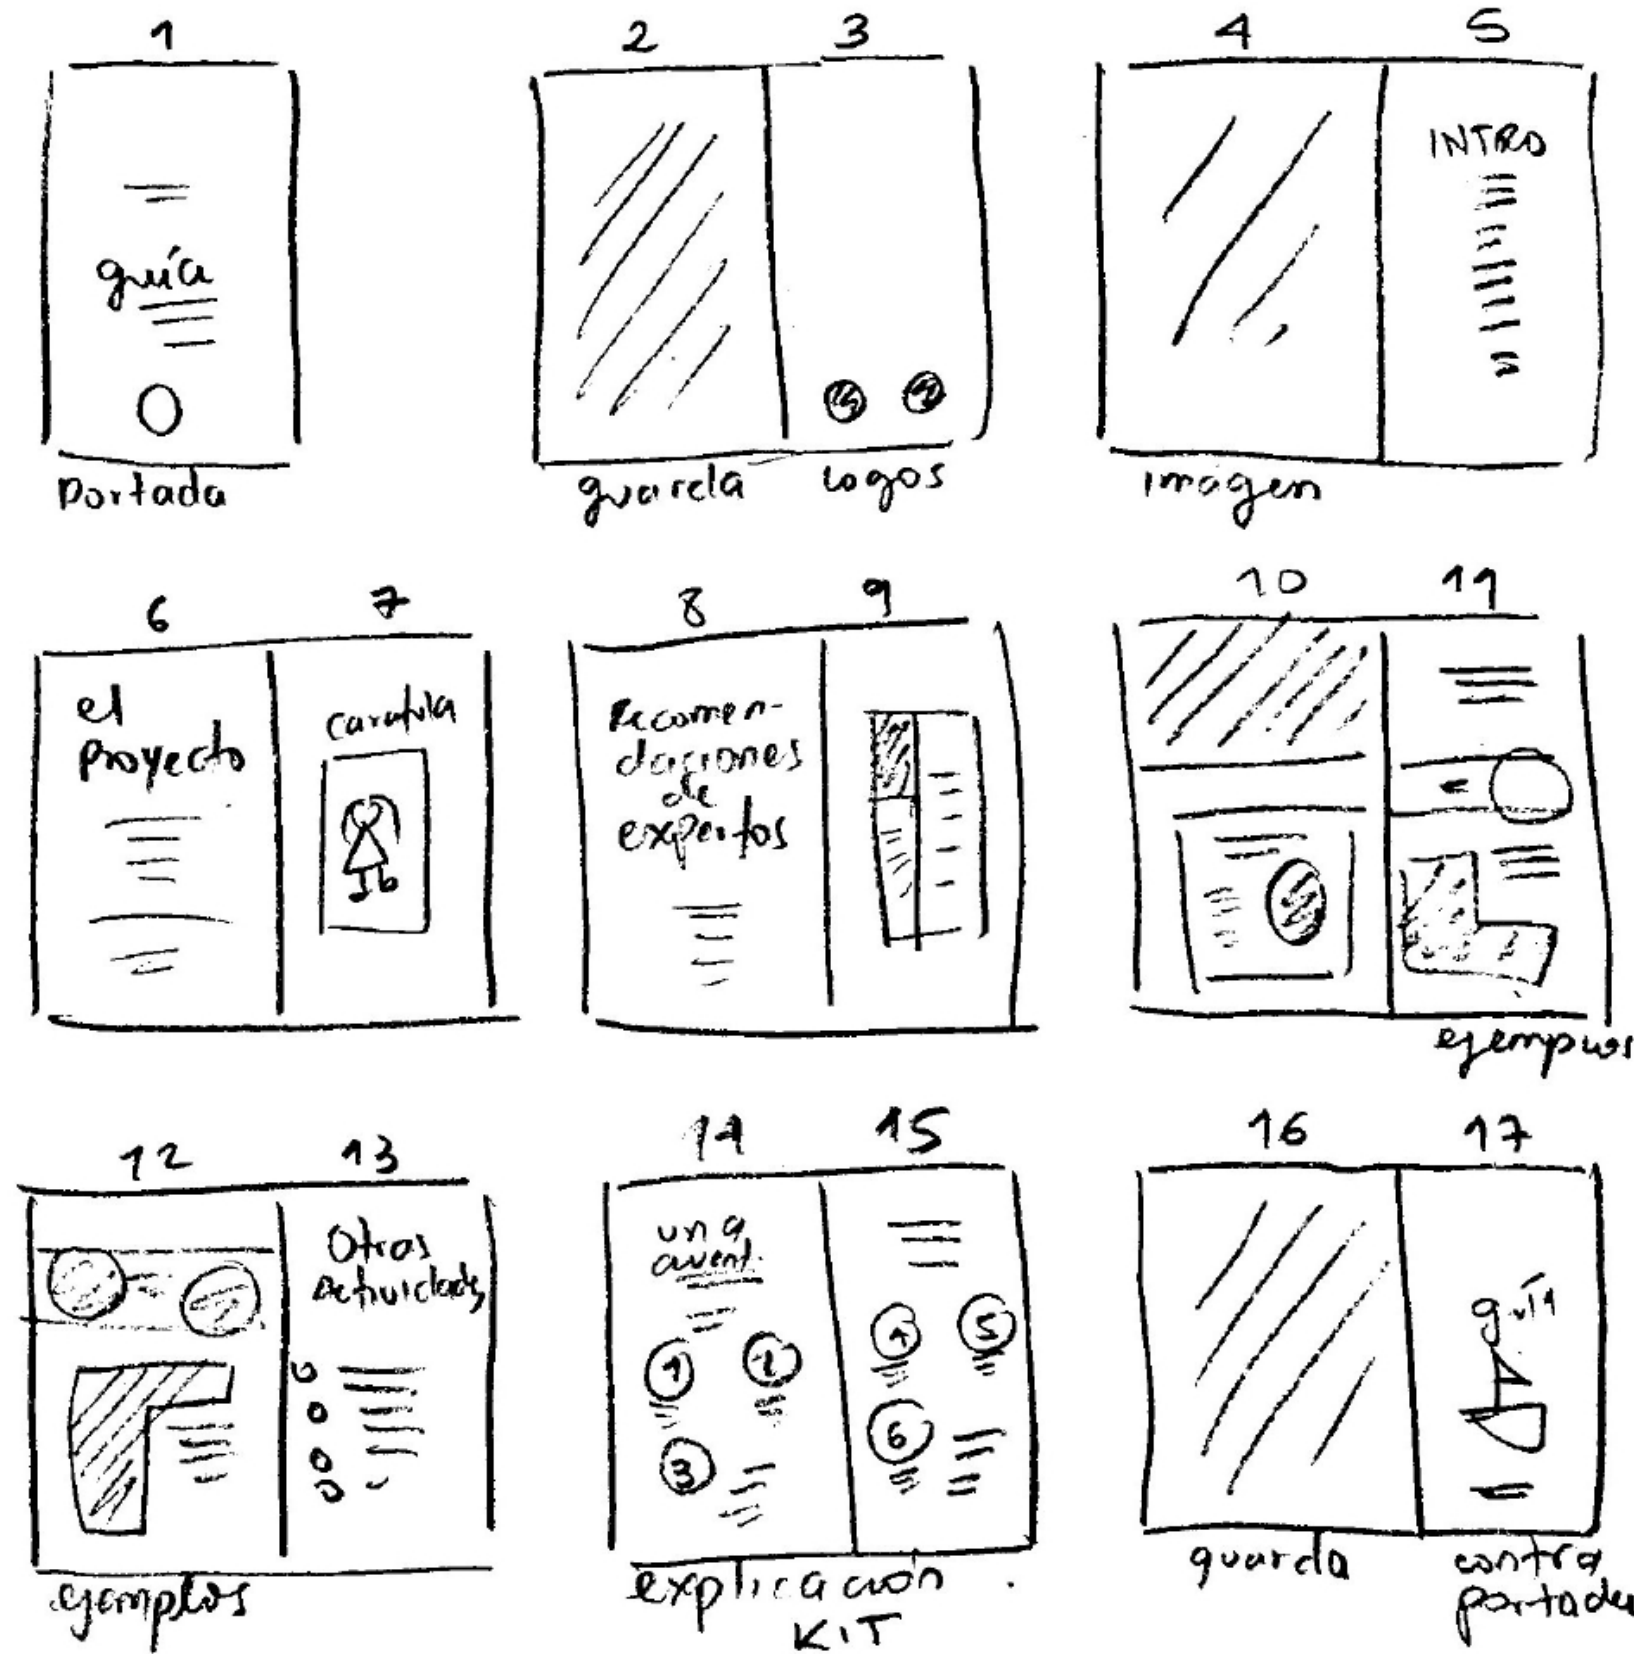 1
2 3
4 5
guía
INTRO
portada
guarda logos
imagen
6 7
8 9
10 11
el
proyecto
caratula
Recomen-
daciones
de
expertos
ejemplos
12 13
14 15
16 17
Otras
Actividades
una
avent.
1 2
3
4 5
6
guía
ejemplos
explicación
KIT
guarda
contra
portada